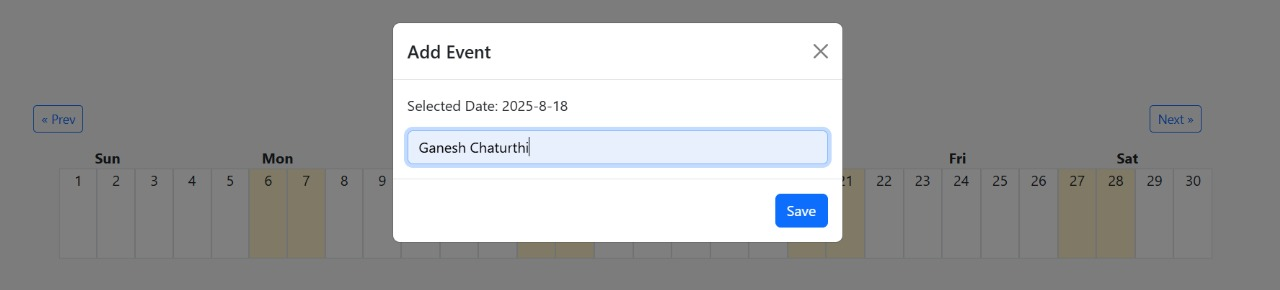 Add Event
Selected Date: 2025-8-18
Ganesh Chaturthi
Save
« Prev
Next »
Sun Mon Fri Sat
1 2 3 4 5 6 7 8 9 21 22 23 24 25 26 27 28 29 30